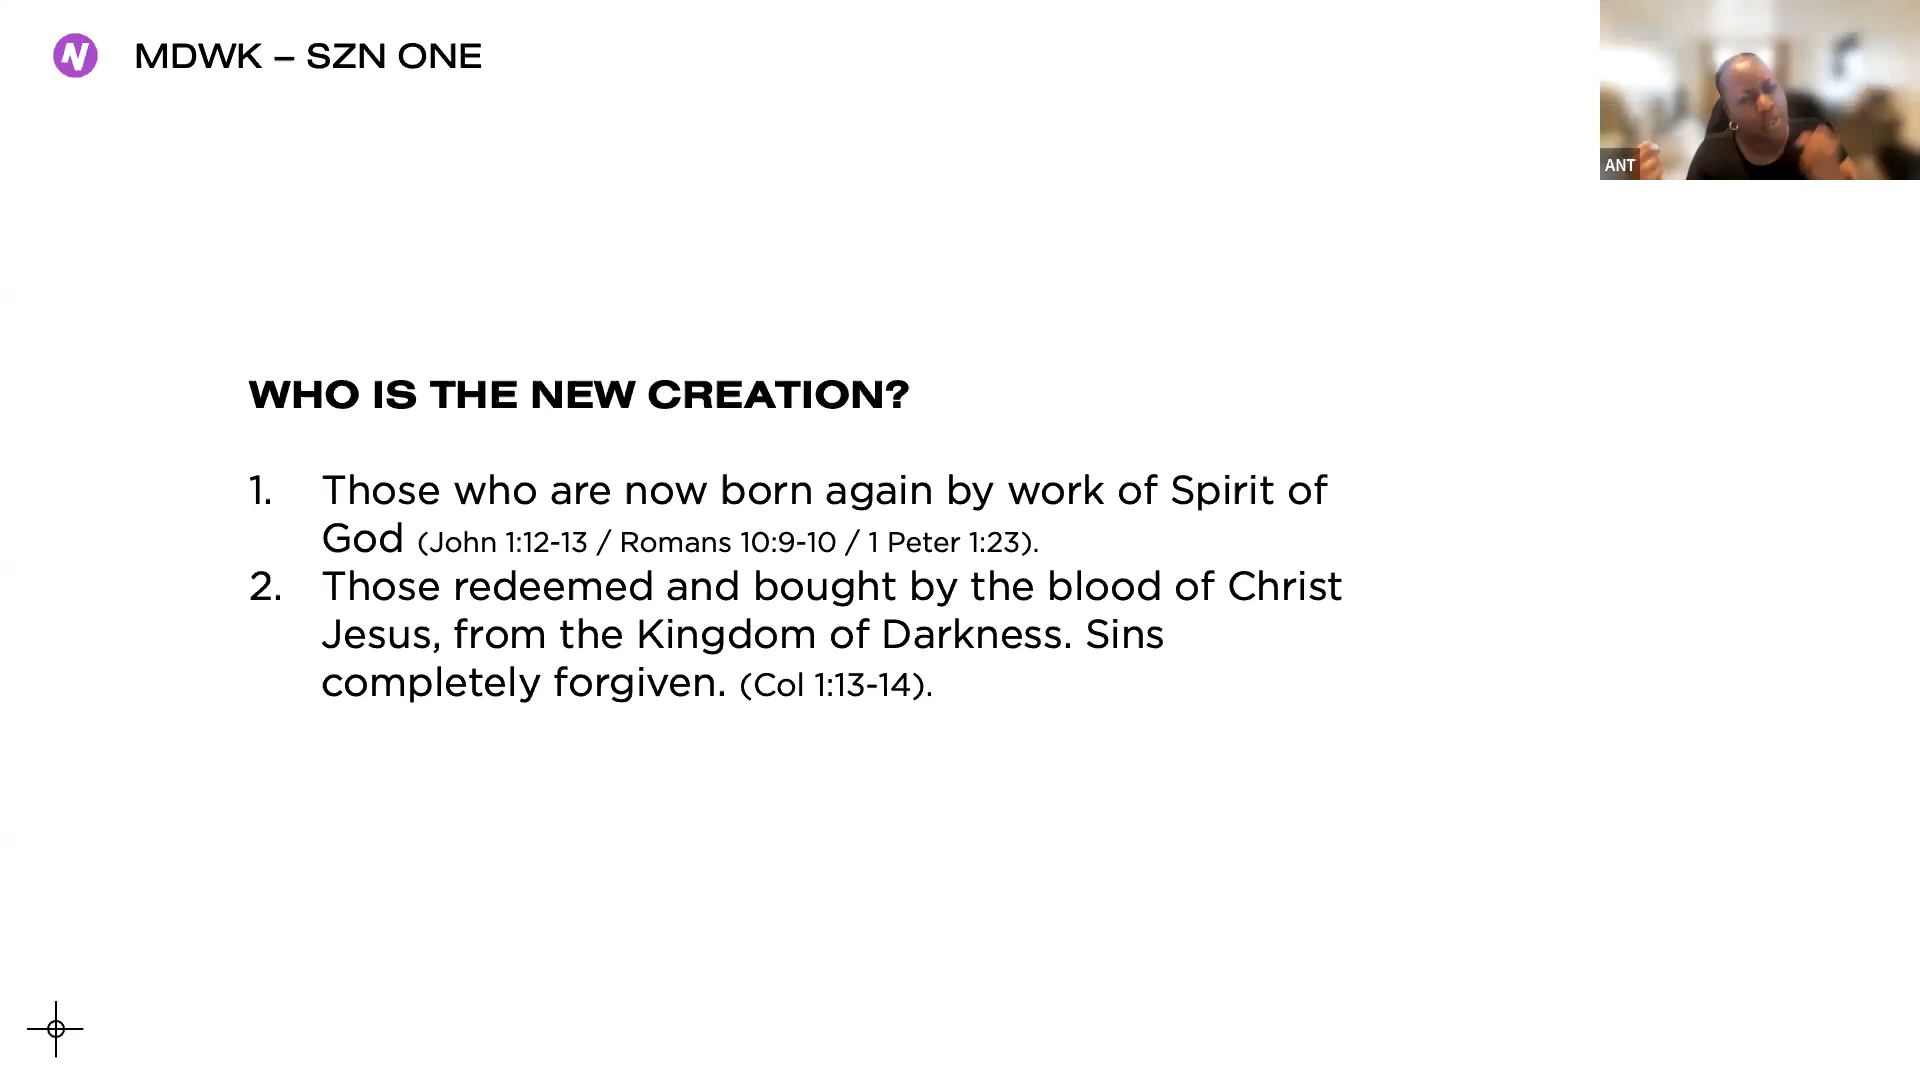 N
MDWK – SZN ONE
ANT
WHO IS THE NEW CREATION?
1. Those who are now born again by work of Spirit of
God (John 1:12-13 / Romans 10:9-10 / 1 Peter 1:23).
2. Those redeemed and bought by the blood of Christ
Jesus, from the Kingdom of Darkness. Sins
completely forgiven. (Col 1:13-14).